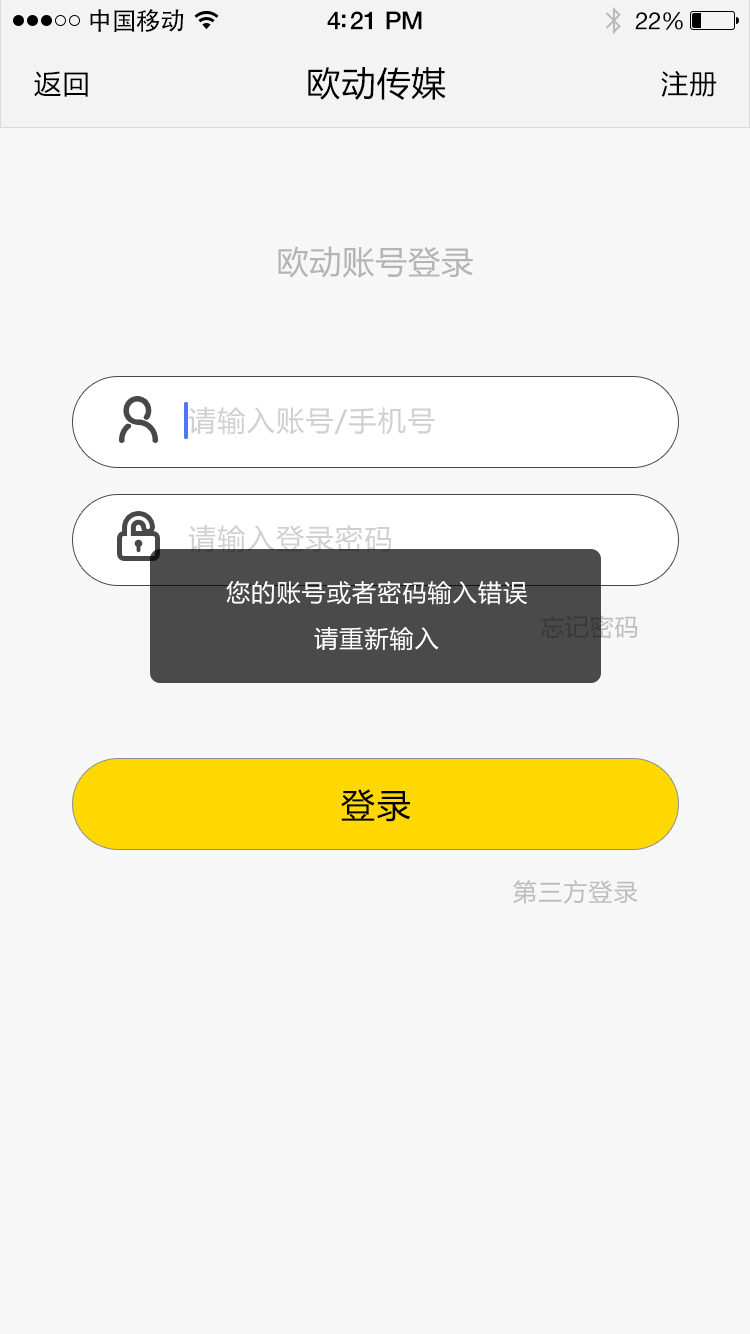 中国移动
4:21 PM
22%
返回
欧动传媒
注册
欧动账号登录
请输入账号/手机号
请输入登录密码
您的账号或者密码输入错误
请重新输入
忘记密码
登录
第三方登录